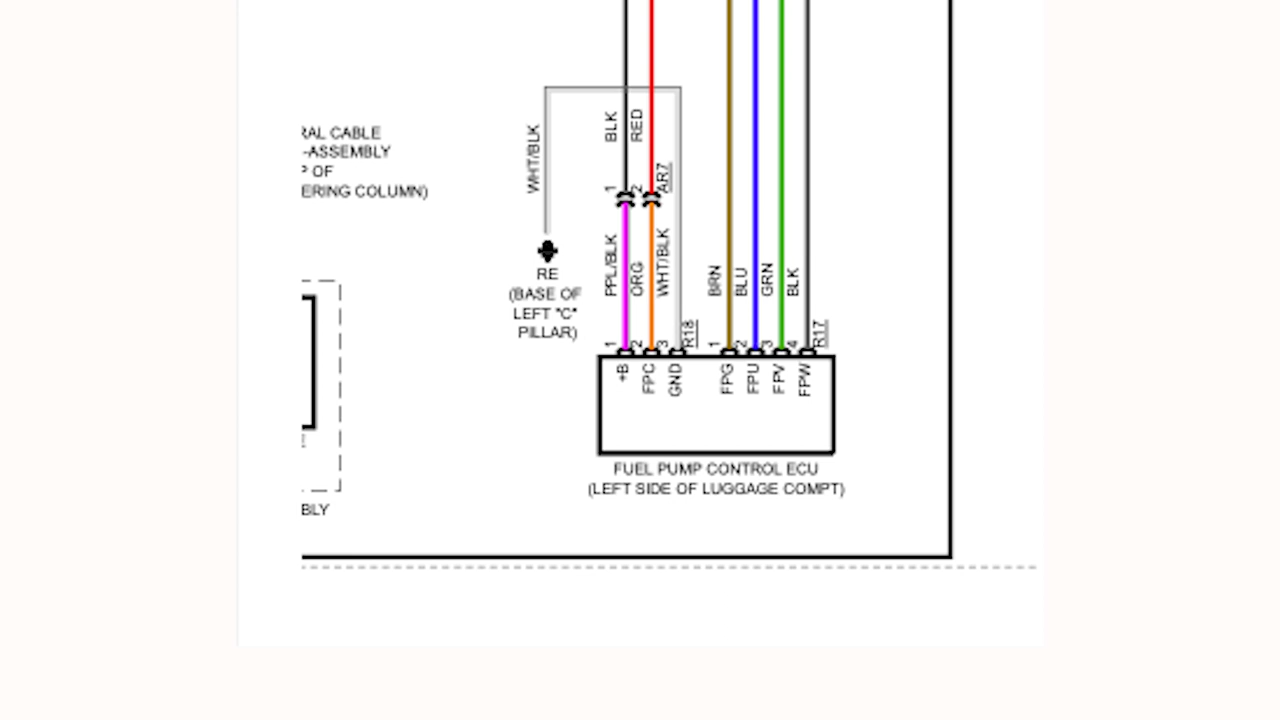 RAL CABLE
-ASSEMBLY
P OF
ERING COLUMN)
BLY
WHT/BLK
RE
(BASE OF
LEFT "C"
PILLAR)
BLK
RED
1
2
AR7
PPL/BLK
ORG
WHT/BLK
BRN
BLU
GRN
BLK
1
2
3
R18
1
2
3
4
R17
+B
FPC
GND
FPG
FPU
FPV
FPW
FUEL PUMP CONTROL ECU
(LEFT SIDE OF LUGGAGE COMPT)